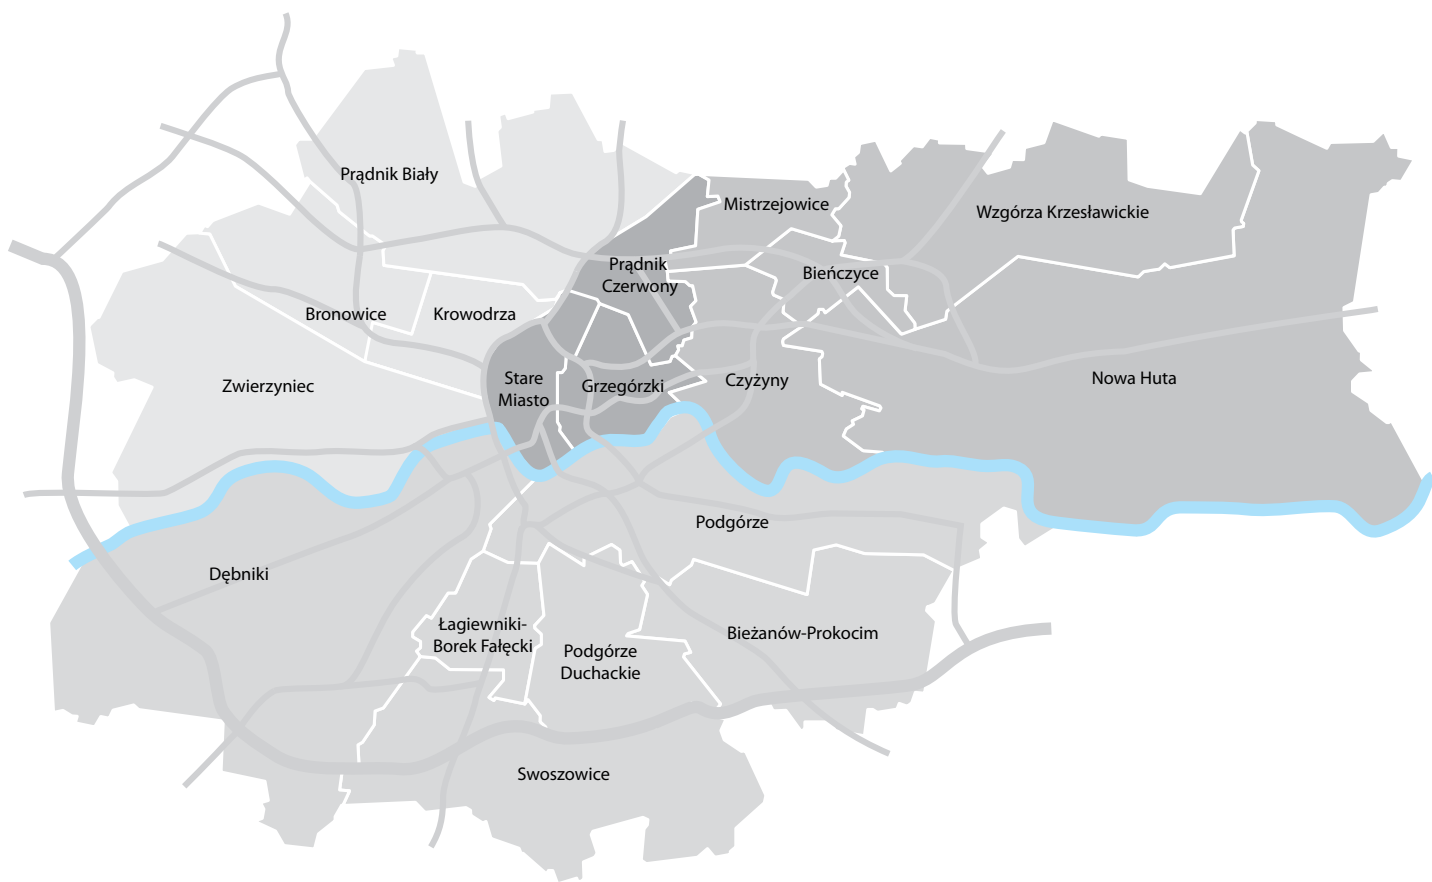 Prądnik Biały
Mistrzejowice
Wzgórza Krzesławickie
Prądnik
Czerwony
Bieńczyce
Bronowice
Krowodrza
Zwierzyniec
Stare
Miasto
Grzegórzki
Czyżyny
Nowa Huta
Podgórze
Dębniki
Łagiewniki-
Borek Fałęcki
Podgórze
Duchackie
Bieżanów-Prokocim
Swoszowice